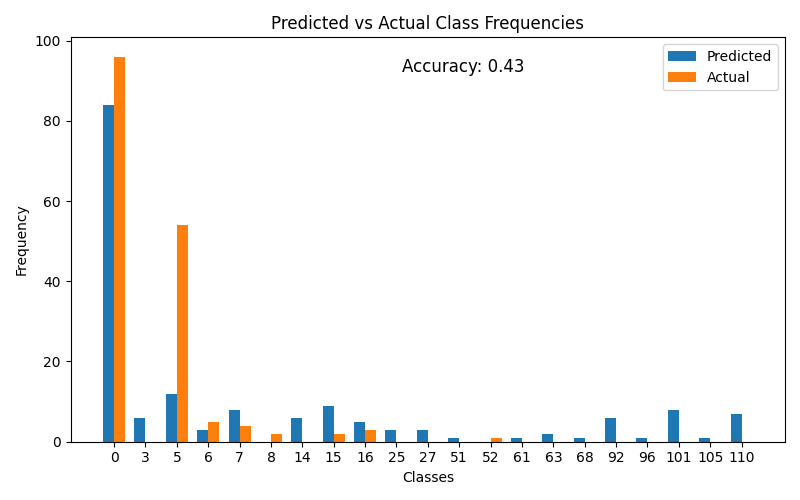 Predicted vs Actual Class Frequencies
Accuracy: 0.43
Predicted
Actual
Frequency
100
80
60
40
20
0
0 3 5 6 7 8 14 15 16 25 27 51 52 61 63 68 92 96 101 105 110
Classes